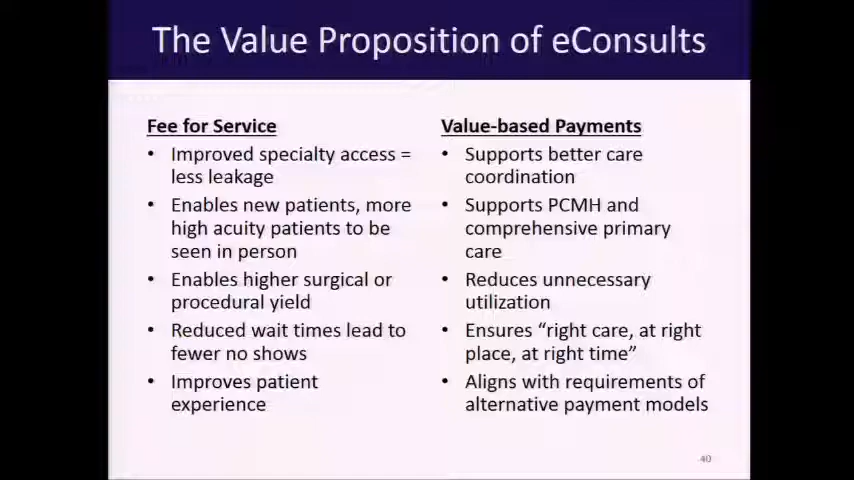 The Value Proposition of eConsults
Fee for Service
• Improved specialty access =
less leakage
• Enables new patients, more
high acuity patients to be
seen in person
• Enables higher surgical or
procedural yield
• Reduced wait times lead to
fewer no shows
• Improves patient
experience
Value-based Payments
• Supports better care
coordination
• Supports PCMH and
comprehensive primary
care
• Reduces unnecessary
utilization
• Ensures “right care, at right
place, at right time”
• Aligns with requirements of
alternative payment models
40